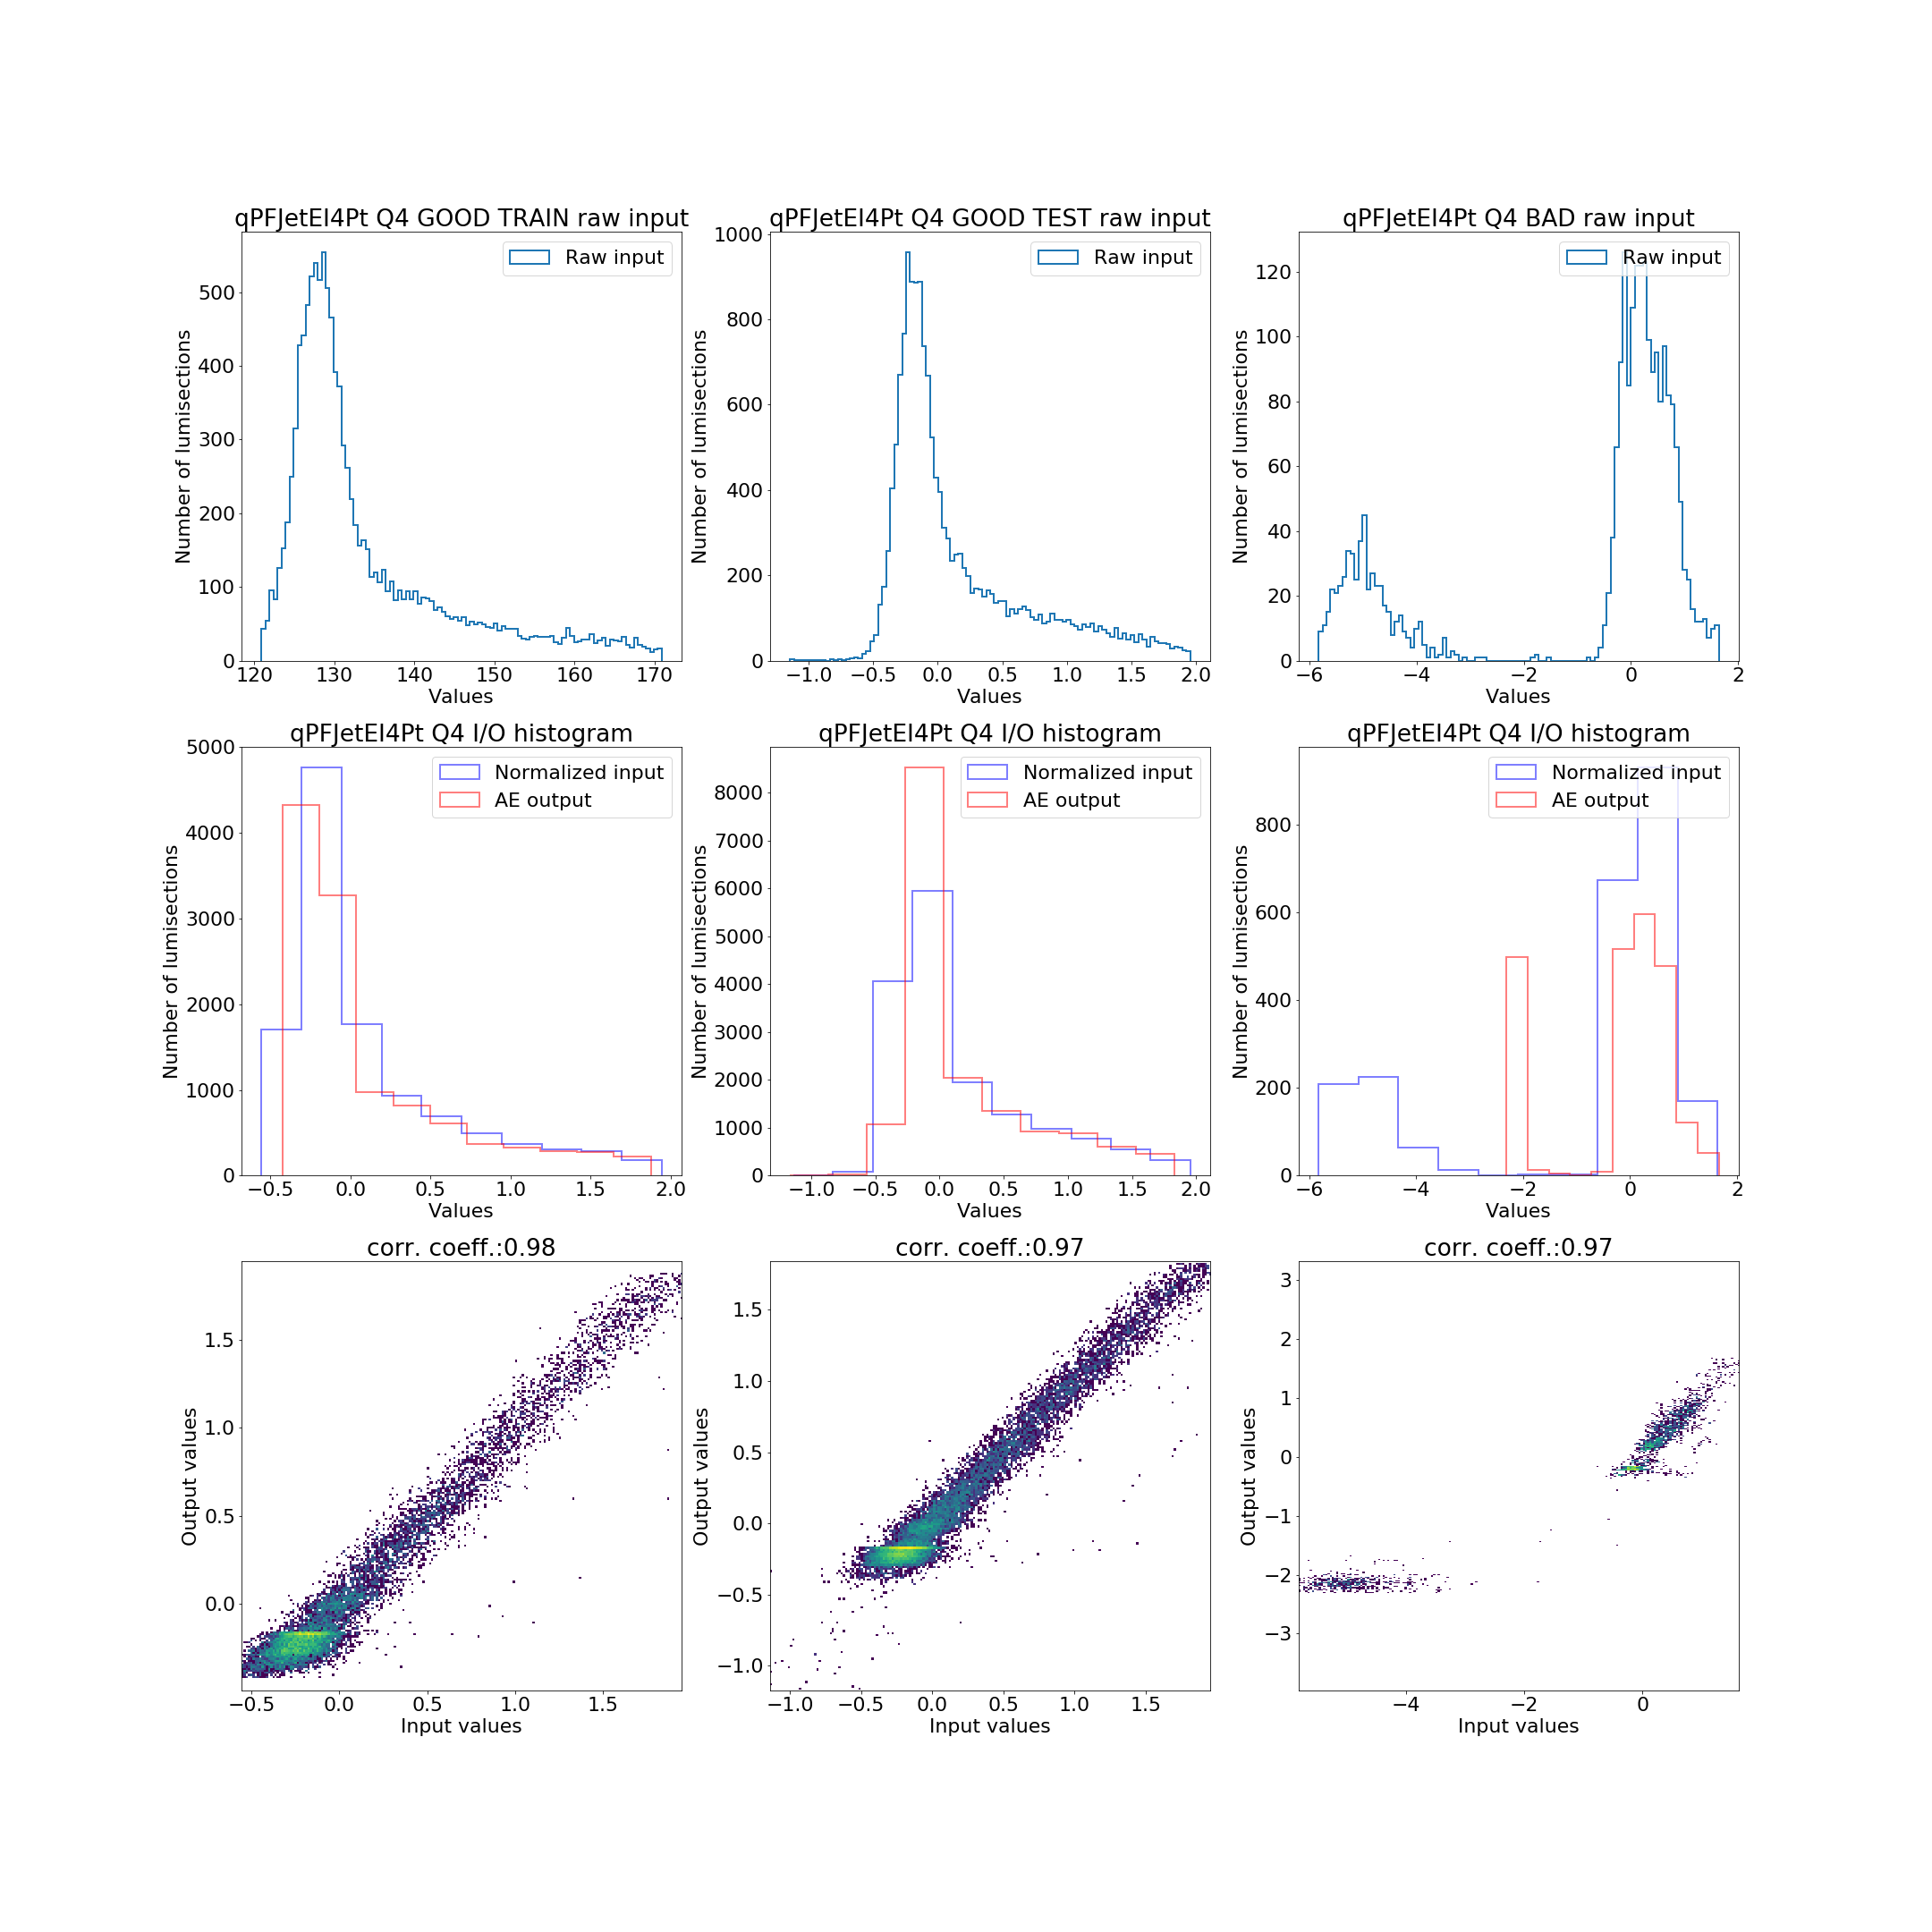 qPFJetEI4Pt Q4 GOOD TRAIN raw input
qPFJetEI4Pt Q4 GOOD TEST raw input
qPFJetEI4Pt Q4 BAD raw input
Raw input
Raw input
Raw input
Number of lumisections
0
100
200
300
400
500
120
130
140
150
160
170
Values
Number of lumisections
0
200
400
600
800
1000
−1.0
−0.5
0.0
0.5
1.0
1.5
2.0
Values
Number of lumisections
0
20
40
60
80
100
120
−6
−4
−2
0
2
Values
qPFJetEI4Pt Q4 I/O histogram
qPFJetEI4Pt Q4 I/O histogram
qPFJetEI4Pt Q4 I/O histogram
Normalized input
AE output
Normalized input
AE output
Normalized input
AE output
Number of lumisections
0
1000
2000
3000
4000
5000
−0.5
0.0
0.5
1.0
1.5
2.0
Values
Number of lumisections
0
1000
2000
3000
4000
5000
6000
7000
8000
−1.0
−0.5
0.0
0.5
1.0
1.5
2.0
Values
Number of lumisections
0
200
400
600
800
−6
−4
−2
0
2
Values
corr. coeff.:0.98
corr. coeff.:0.97
corr. coeff.:0.97
Output values
0.0
0.5
1.0
1.5
−0.5
0.0
0.5
1.0
1.5
Input values
Output values
−1.0
−0.5
0.0
0.5
1.0
1.5
−1.0
−0.5
0.0
0.5
1.0
1.5
Input values
Output values
−3
−2
−1
0
1
2
3
−4
−2
0
Input values